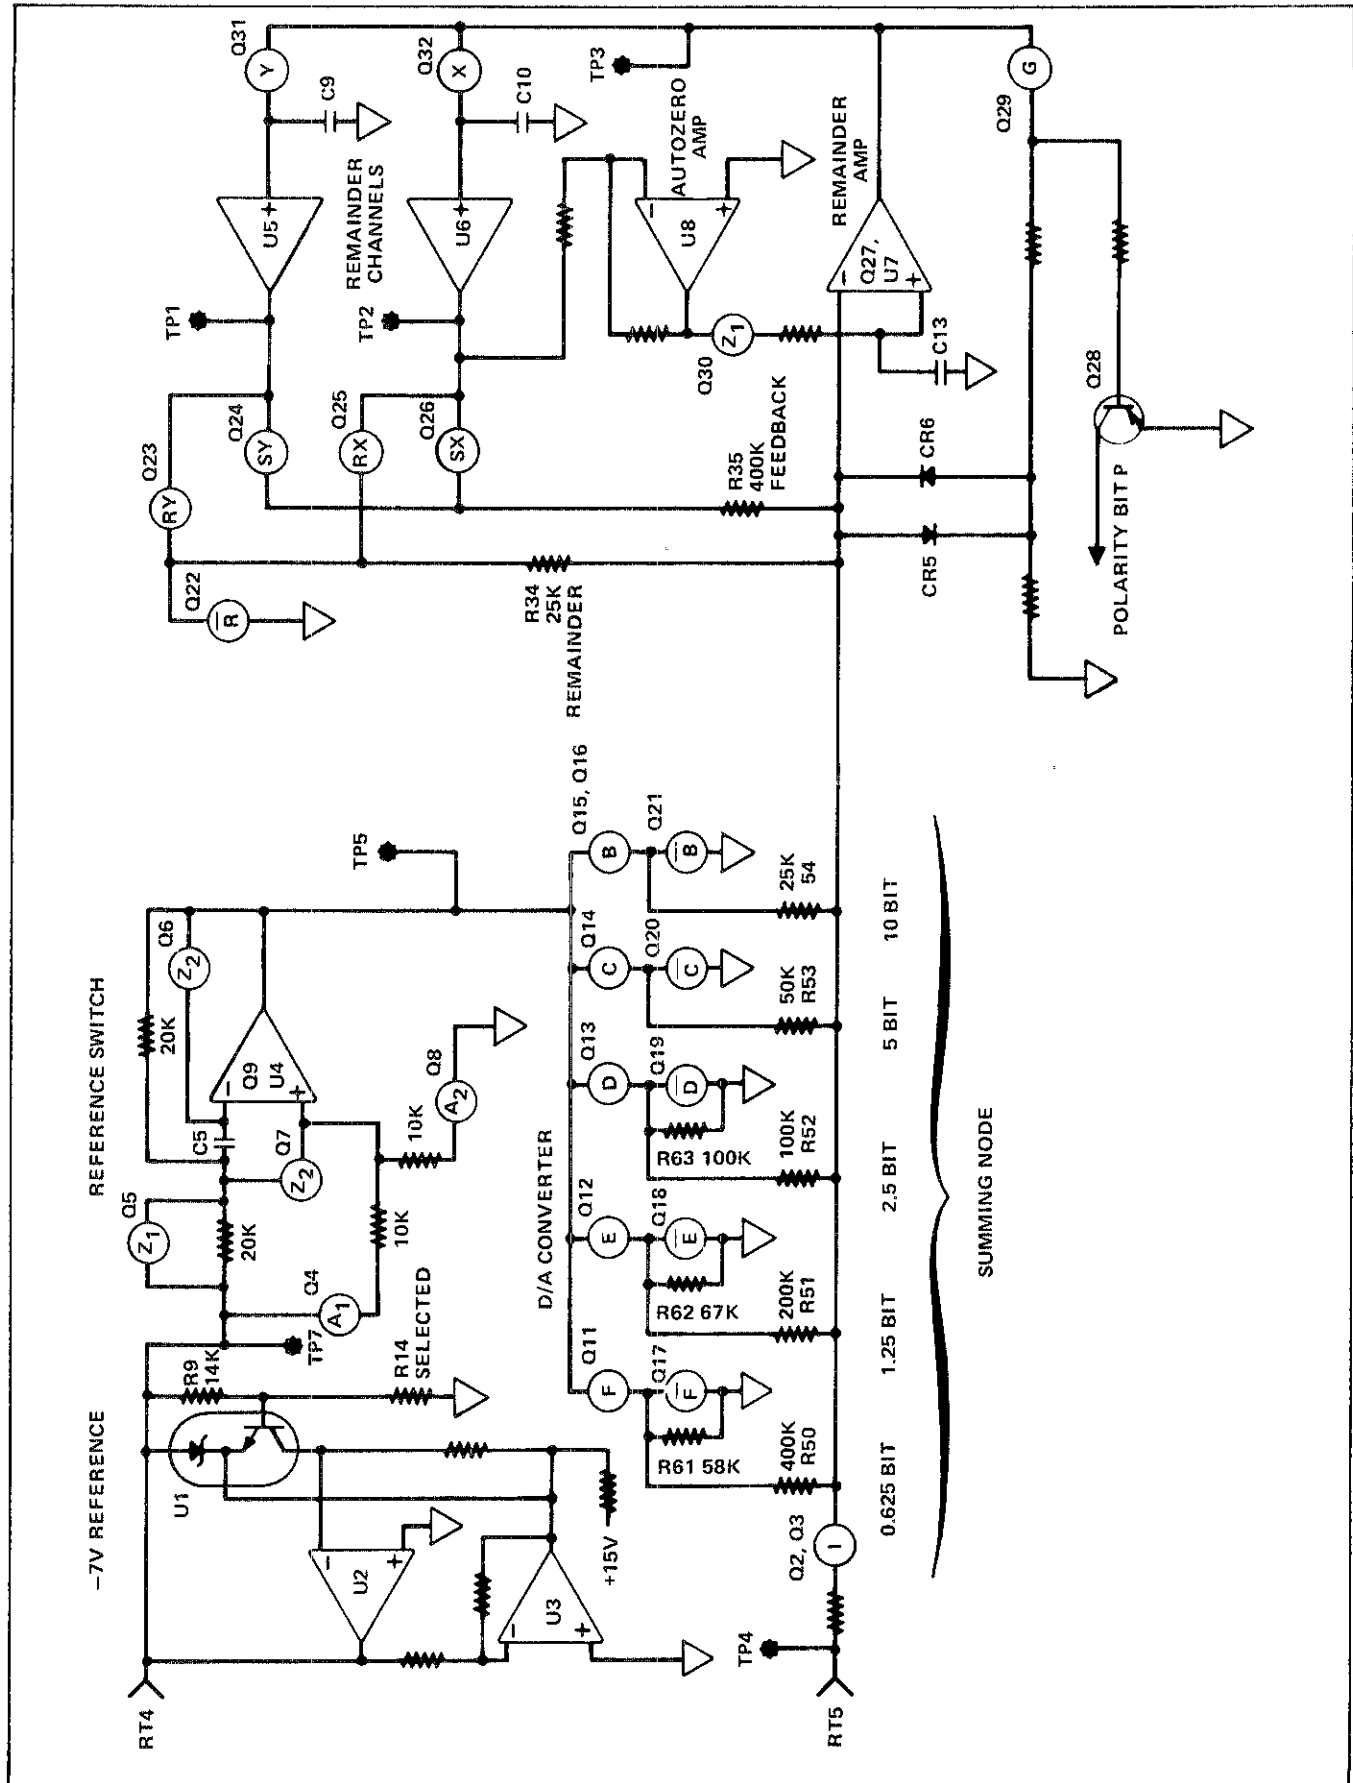 –7V REFERENCE
REFERENCE SWITCH
RT4
U1
R9
14K
R14
SELECTED
TP7
U2
U3
+15V
Q5
Z1
20K
Q4
A1
10K
C5
Q7
Z2
20K
Q6
Z2
Q9
U4
10K
Q8
A2
TP5
D/A CONVERTER
Q11
F
Q17
F
R61 58K
400K
R50
Q12
E
Q18
E
R62 67K
200K
R51
Q13
D
Q19
D
R63 100K
100K
R52
Q14
C
Q20
C
50K
R53
Q15, Q16
B
Q21
B
25K
54
RT5
TP4
Q2, Q3
I
0.625 BIT
1.25 BIT
2.5 BIT
5 BIT
10 BIT
SUMMING NODE
Q22
R
Q23
RY
Q24
SY
TP1
U5
+
C9
Q31
Y
REMAINDER
CHANNELS
Q25
RX
Q26
SX
TP2
U6
+
C10
Q32
X
R34
25K
REMAINDER
R35
400K
FEEDBACK
Q30
Z1
U8
AUTOZERO
AMP
TP3
C13
Q27,
U7
REMAINDER
AMP
CR5
CR6
Q29
G
Q28
POLARITY BIT P